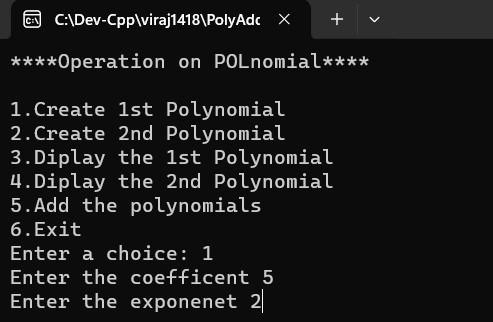 C:\Dev-Cpp\viraj1418\PolyAdd
****Operation on POLnomial****
1.Create 1st Polynomial
2.Create 2nd Polynomial
3.Diplay the 1st Polynomial
4.Diplay the 2nd Polynomial
5.Add the polynomials
6.Exit
Enter a choice: 1
Enter the coefficent 5
Enter the exponenet 2